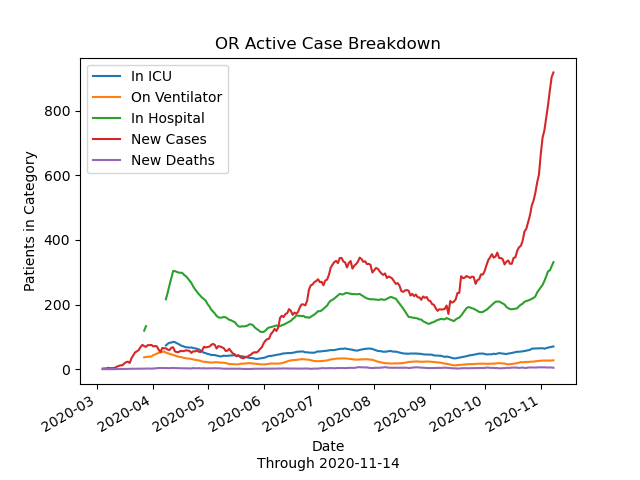 OR Active Case Breakdown
In ICU
On Ventilator
In Hospital
New Cases
New Deaths
Patients in Category
800
600
400
200
0
2020-03
2020-04
2020-05
2020-06
2020-07
2020-08
2020-09
2020-10
2020-11
Date
Through 2020-11-14